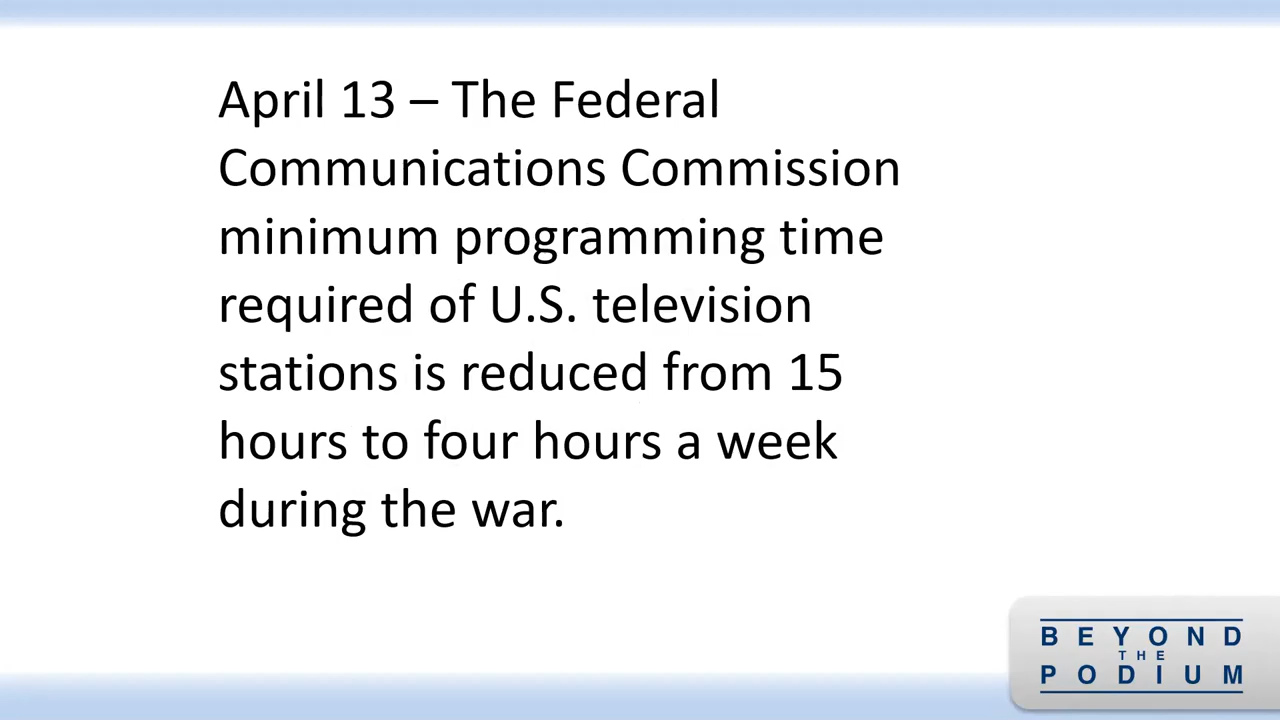 April 13 – The Federal
Communications Commission
minimum programming time
required of U.S. television
stations is reduced from 15
hours to four hours a week
during the war.
BEYOND
THE
PODIUM